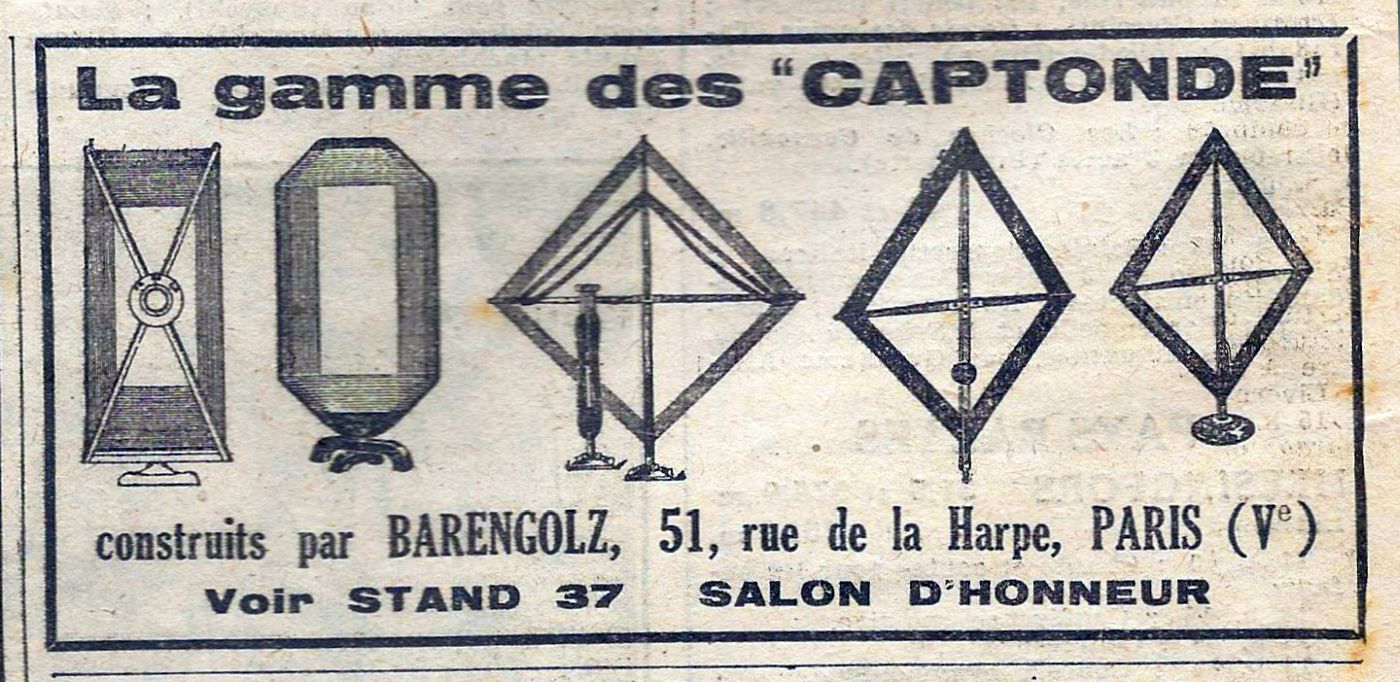 La gamme des "CAPTONDE"
construits par BARENGOLZ, 51, rue de la Harpe, PARIS (Ve)
Voir STAND 37 SALON D'HONNEUR